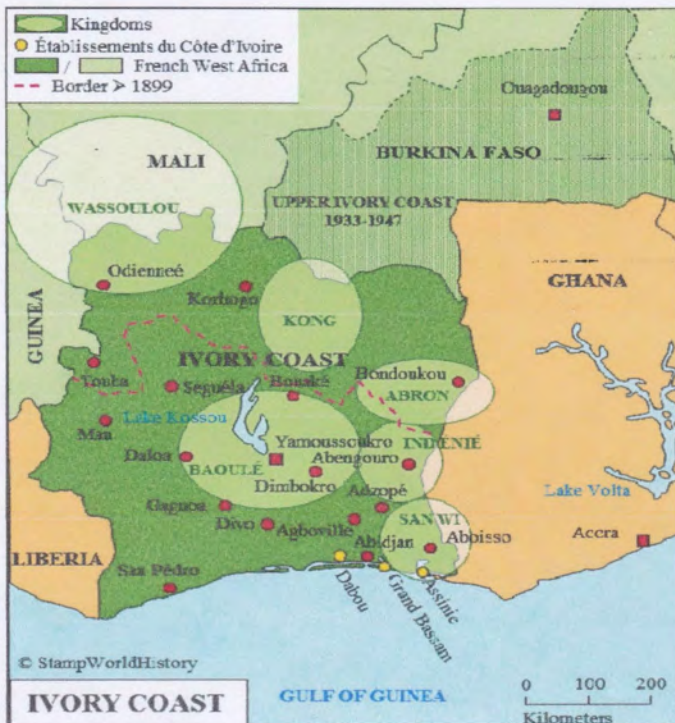 Kingdoms
Établissements du Côte d'Ivoire
/ French West Africa
Border > 1899
Ouagadougou
MALI
BURKINA FASO
WASSOULOU
UPPER IVORY COAST
1933-1947
Odienneé
Korhogo
GHANA
GUINEA
KONG
IVORY COAST
Touba
Seguéla
Bouaké
Bondoukou
ABRON
Man
Lake Kossou
Yamoussoukro
INDÉNIÉ
Daloa
BAOULÉ
Abengouro
Dimbokro
Lake Volta
Gagnoa
Adzopé
Divo
Agboville
SANWI
Abidjan
Aboisso
Accra
LIBERIA
San Pédro
Dabou
Grand Bassam
Assinie
© StampWorldHistory
IVORY COAST
GULF OF GUINEA
0 100 200
Kilometers